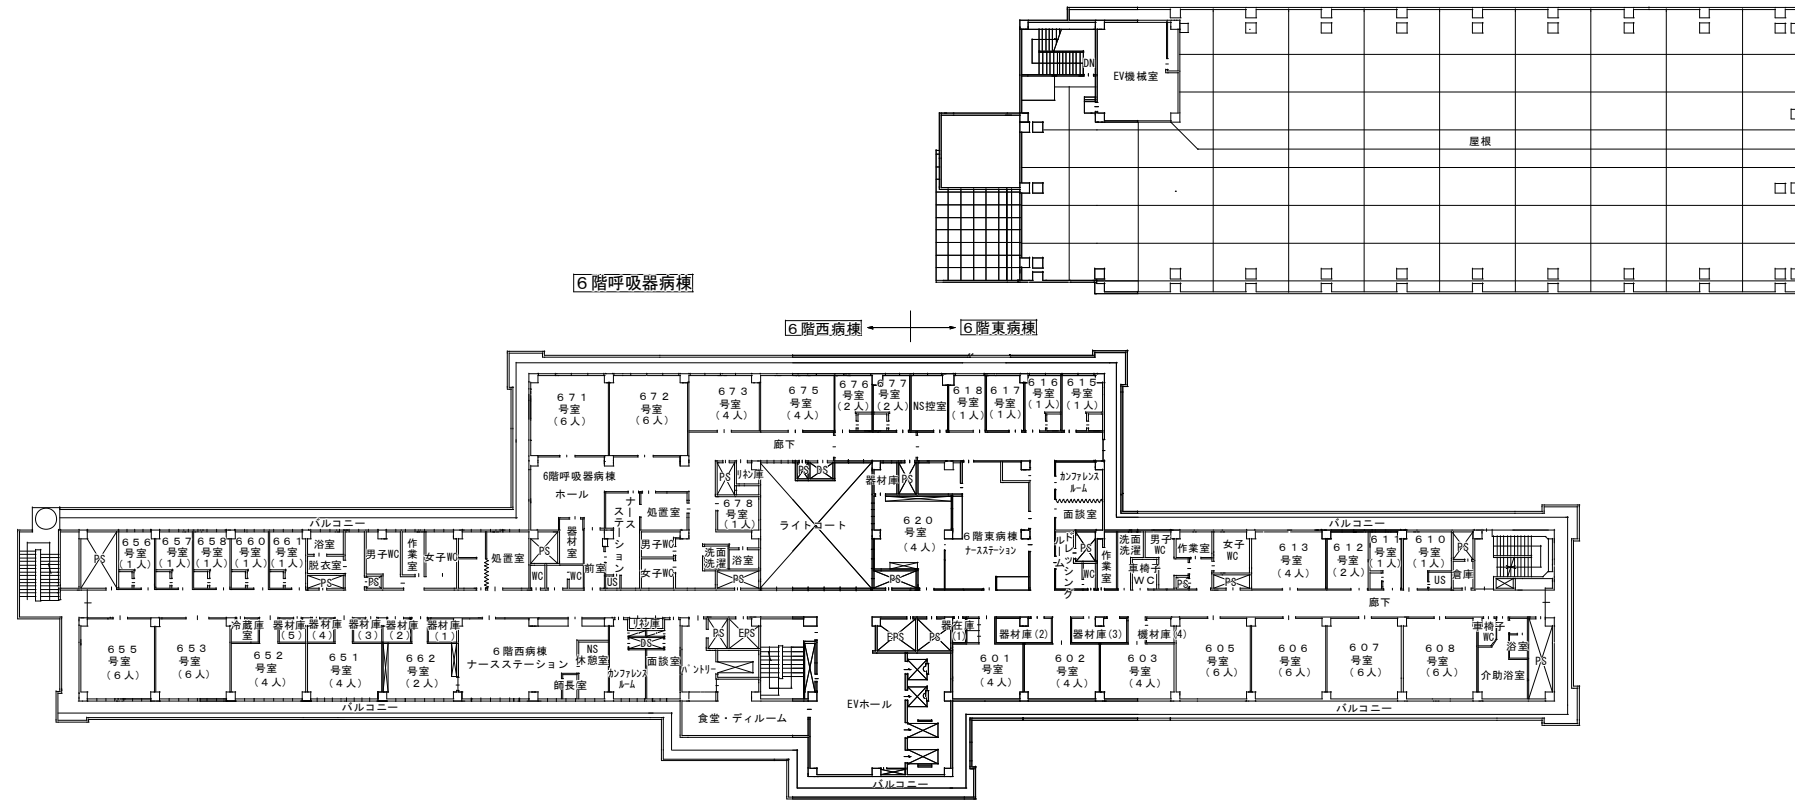 DN
EV機械室
屋根
6階呼吸器病棟
6階西病棟
6階東病棟
671
号室
(6人)
672
号室
(6人)
673
号室
(4人)
675
号室
(4人)
676
号室
(2人)
677
号室
(2人)
NS控室
618
号室
(1人)
617
号室
(1人)
616
号室
(1人)
615
号室
(1人)
廊下
6階呼吸器病棟
ホール
ナース
ステーション
処置室
PS
リネン庫
678
号室
(1人)
PS
DS
ライトコート
器材庫
PS
620
号室
(4人)
6階東病棟
ナースステーション
カンファレンス
ルーム
面談室
バルコニー
バルコニー
PS
656
号室
(1人)
657
号室
(1人)
658
号室
(1人)
660
号室
(1人)
661
号室
(1人)
浴室
脱衣室
PS
男子WC
PS
作業室
女子WC
処置室
PS
器材室
WC
WC
前室
US
男子WC
女子WC
洗面
洗濯
浴室
PS
PS
ドレッシング
ルーム
PS
WC
作業室
洗面
洗濯
男子
WC
車椅子
WC
作業室
PS
女子
WC
PS
613
号室
(4人)
612
号室
(2人)
611
号室
(1人)
610
号室
(1人)
US
PS
倉庫
廊下
冷蔵庫
室
器材庫
(5)
器材庫
(4)
器材庫
(3)
器材庫
(2)
器材庫
(1)
リネン庫
DS
PS
EPS
EPS
PS
器在庫
(1)
器材庫(2)
器材庫(3)
機材庫(4)
車椅子
WC
浴室
PS
655
号室
(6人)
653
号室
(6人)
652
号室
(4人)
651
号室
(4人)
662
号室
(2人)
6階西病棟
ナースステーション
NS
休憩室
師長室
カンファレンス
ルーム
面談室
パントリー
601
号室
(4人)
602
号室
(4人)
603
号室
(4人)
605
号室
(6人)
606
号室
(6人)
607
号室
(6人)
608
号室
(6人)
介助浴室
バルコニー
食堂・ディルーム
EVホール
バルコニー
バルコニー